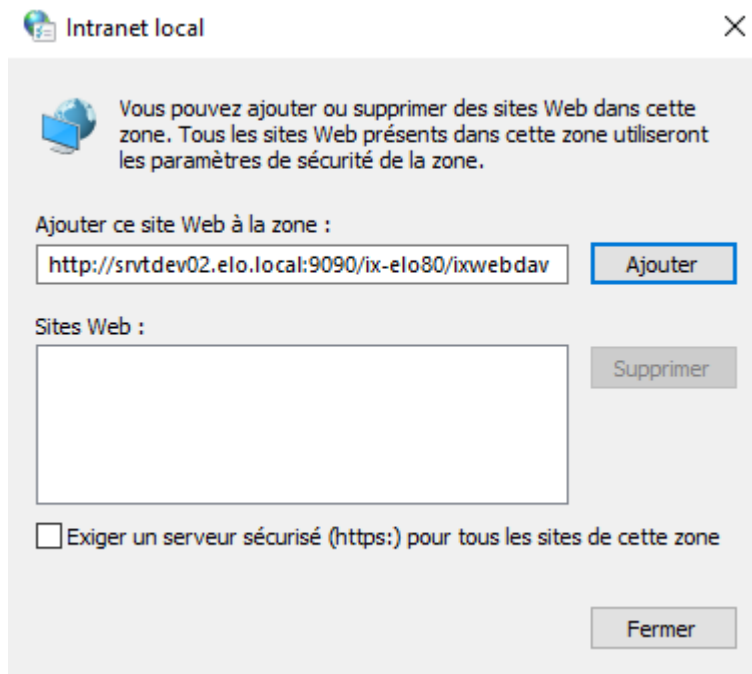 Intranet local
Vous pouvez ajouter ou supprimer des sites Web dans cette
zone. Tous les sites Web présents dans cette zone utiliseront
les paramètres de sécurité de la zone.
Ajouter ce site Web à la zone :
http://srvtdev02.elo.local:9090/ix-elo80/ixwebdav
Ajouter
Sites Web :
Supprimer
Exiger un serveur sécurisé (https:) pour tous les sites de cette zone
Fermer